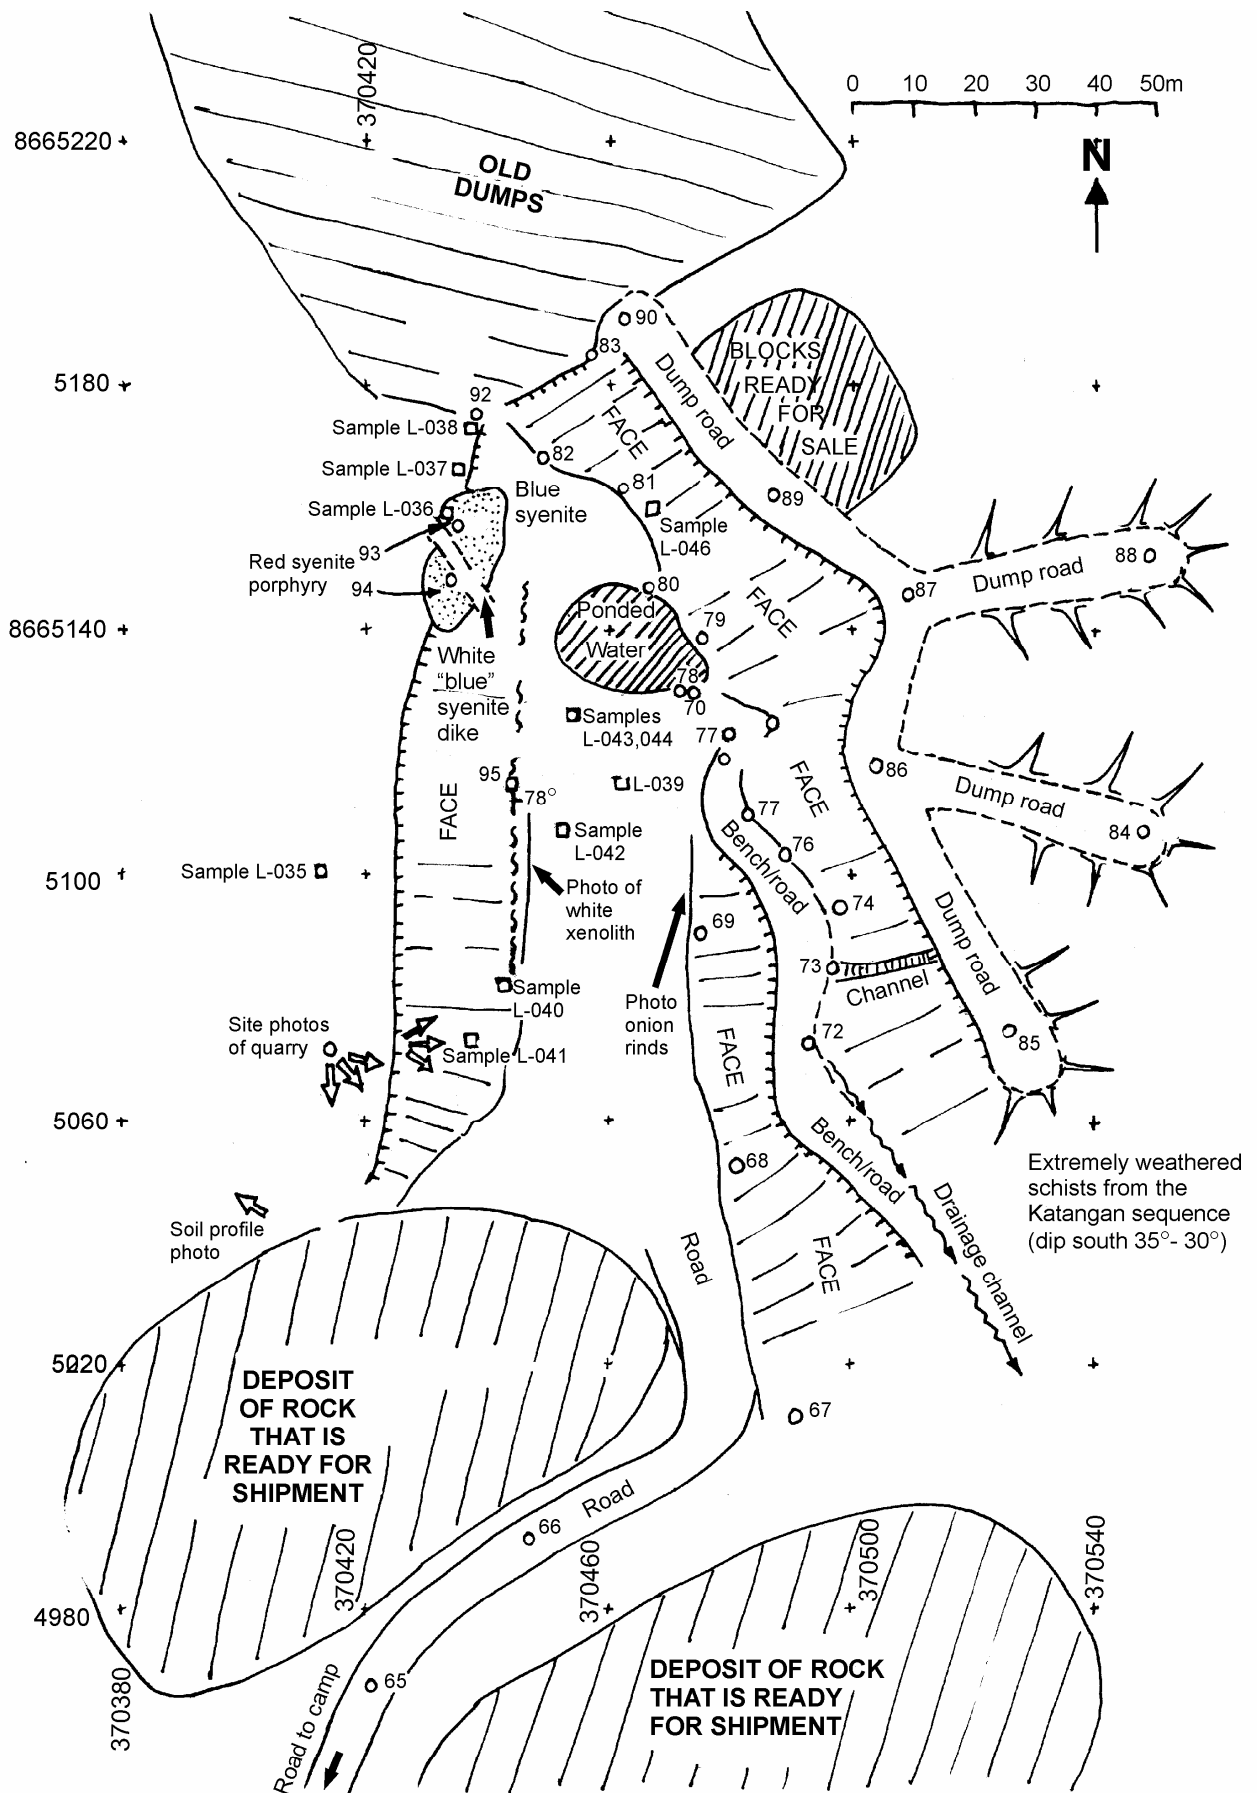 0 10 20 30 40 50m
370420
8665220
N
OLD
DUMPS
90
83
BLOCKS
READY
FOR
SALE
Dump road
5180
92
Sample L-038
FACE
82
Sample L-037
81
89
Blue
syenite
Sample L-036
Sample
L-046
93
Red syenite
porphyry
94
88
Dump road
87
80
Ponded
Water
79
FACE
8665140
White
"blue"
syenite
dike
78
70
Samples
L-043,044
77
86
FACE
95
78°
L-039
Dump road
84
FACE
77
Sample
L-042
Bench/road
76
Sample L-035
5100
Photo of
white
xenolith
74
69
Dump road
73
Channel
Sample
L-040
Photo
onion
rinds
Site photos
of quarry
Sample L-041
72
85
FACE
5060
Bench/road
68
Extremely weathered
schists from the
Katangan sequence
(dip south 35°- 30°)
Soil profile
photo
Drainage channel
Road
FACE
5020
DEPOSIT
OF ROCK
THAT IS
READY FOR
SHIPMENT
67
Road
66
370420
370460
370500
370540
4980
370380
65
Road to camp
DEPOSIT OF ROCK
THAT IS READY
FOR SHIPMENT